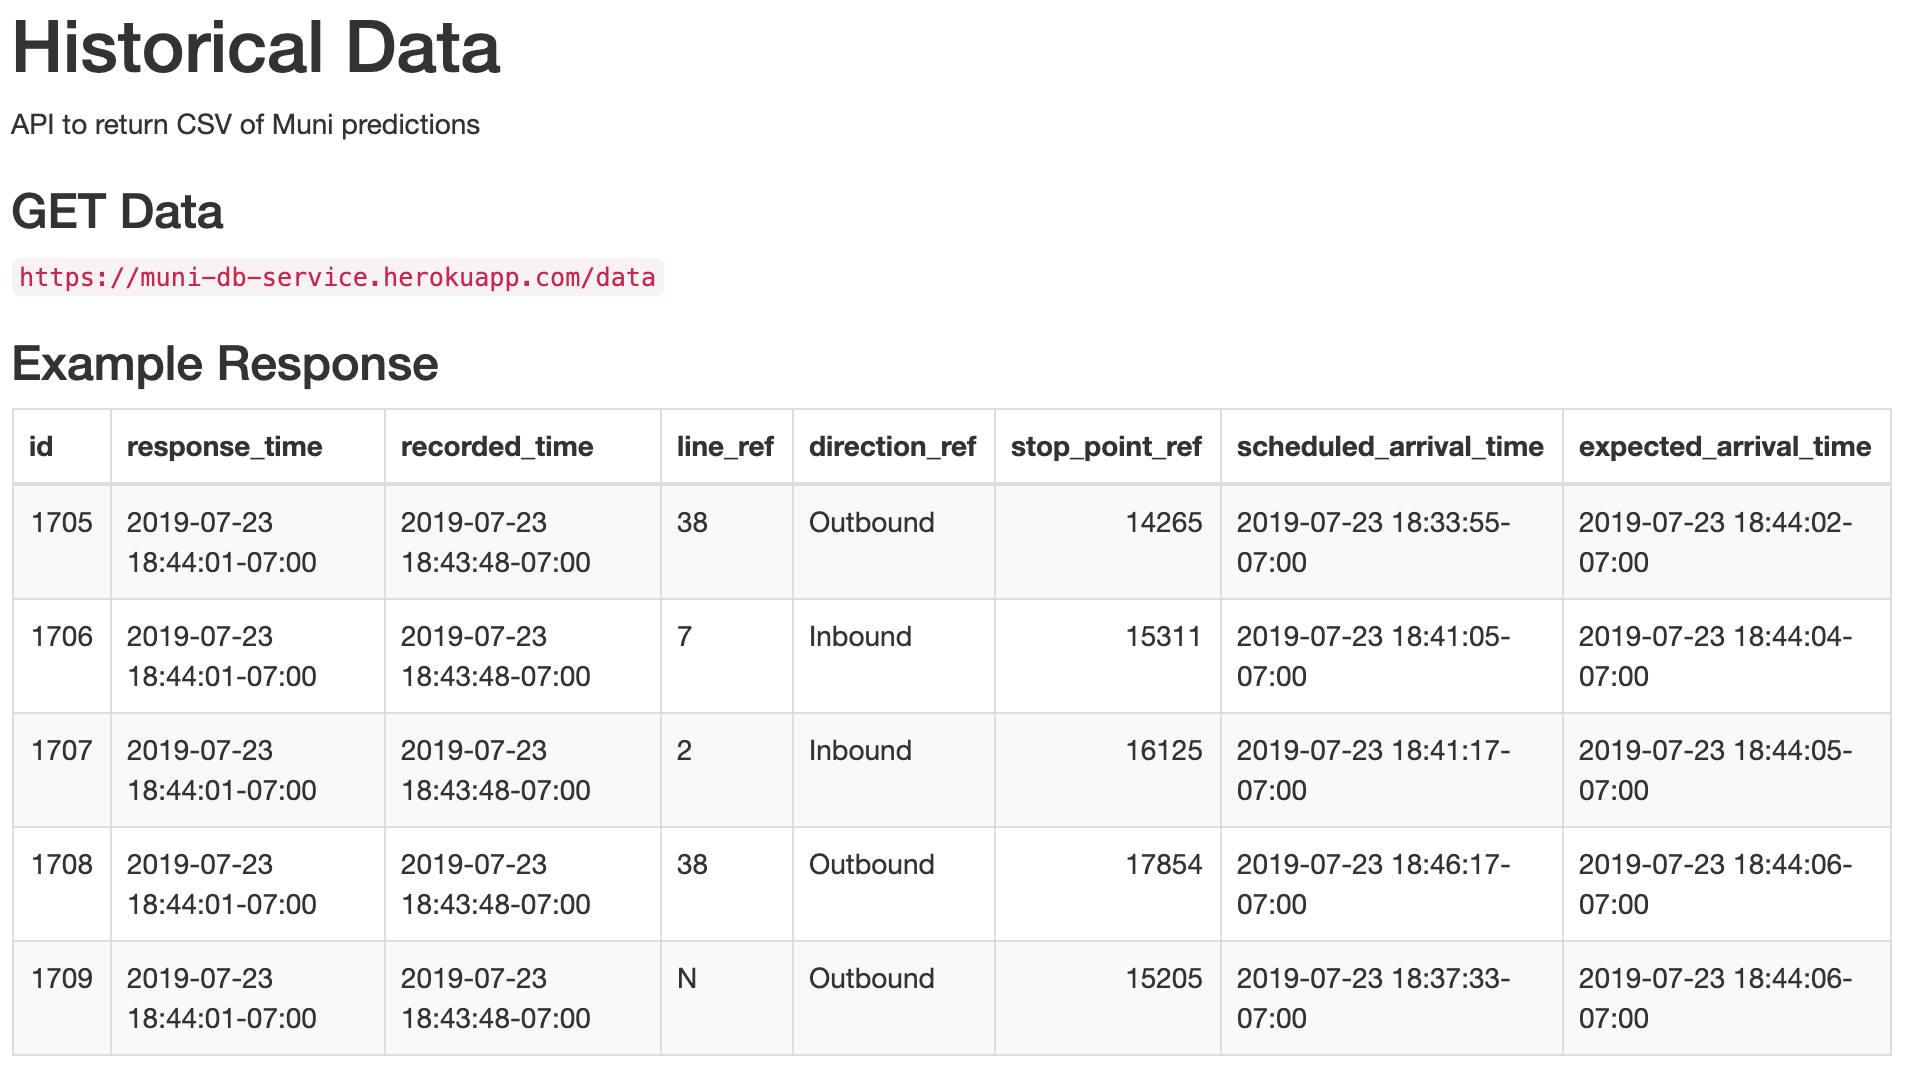 Historical Data
API to return CSV of Muni predictions
GET Data
https://muni-db-service.herokuapp.com/data
Example Response
id response_time recorded_time line_ref direction_ref stop_point_ref scheduled_arrival_time expected_arrival_time
1705 2019-07-23 2019-07-23 38 Outbound 14265 2019-07-23 18:33:55- 2019-07-23 18:44:02-
18:44:01-07:00 18:43:48-07:00 07:00 07:00
1706 2019-07-23 2019-07-23 7 Inbound 15311 2019-07-23 18:41:05- 2019-07-23 18:44:04-
18:44:01-07:00 18:43:48-07:00 07:00 07:00
1707 2019-07-23 2019-07-23 2 Inbound 16125 2019-07-23 18:41:17- 2019-07-23 18:44:05-
18:44:01-07:00 18:43:48-07:00 07:00 07:00
1708 2019-07-23 2019-07-23 38 Outbound 17854 2019-07-23 18:46:17- 2019-07-23 18:44:06-
18:44:01-07:00 18:43:48-07:00 07:00 07:00
1709 2019-07-23 2019-07-23 N Outbound 15205 2019-07-23 18:37:33- 2019-07-23 18:44:06-
18:44:01-07:00 18:43:48-07:00 07:00 07:00